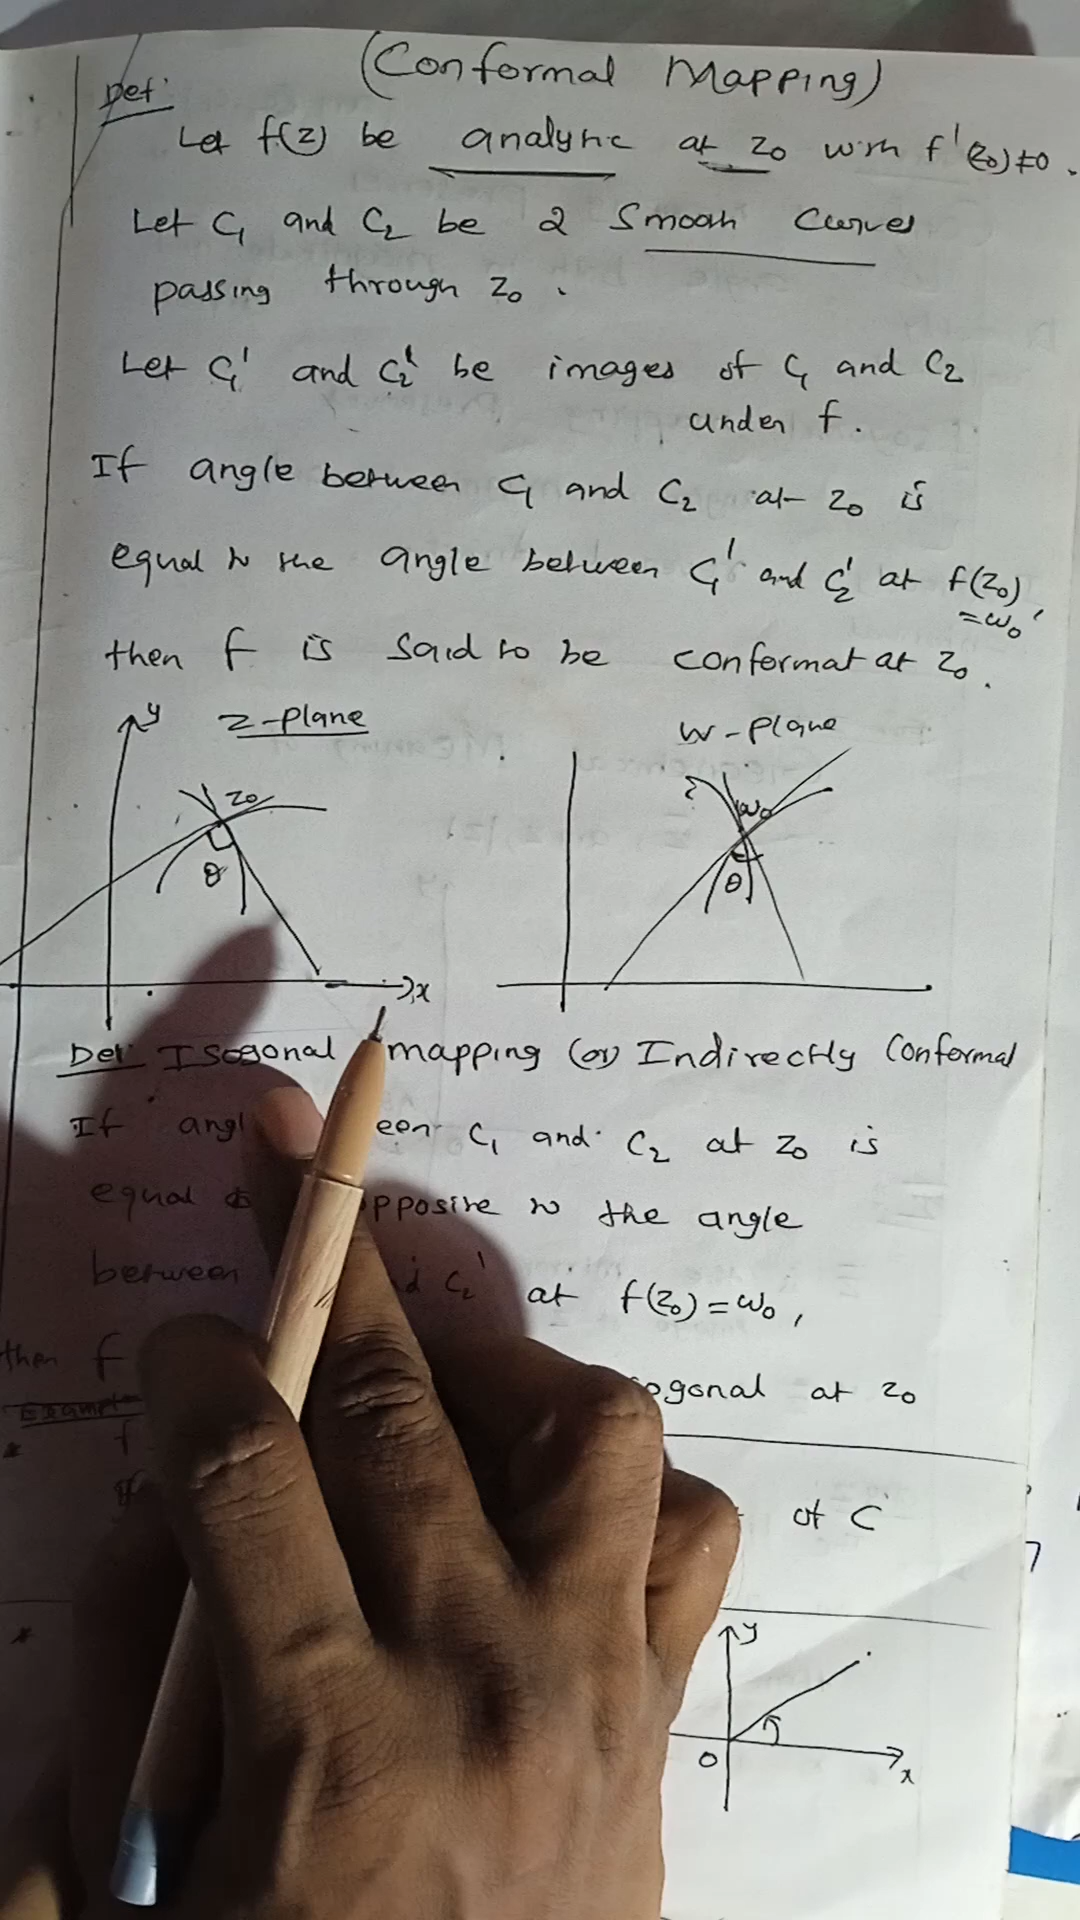 (Conformal Mapping)
Def:
Let f(z) be analytic at z₀ with f'(z₀)≠0.
Let C₁ and C₂ be 2 Smooth Curves
passing through z₀.
Let C₁' and C₂' be images of C₁ and C₂
under f.
If angle between C₁ and C₂ at z₀ is
equal to the angle between C₁' and C₂' at f(z₀)
=w₀,
then f is said to be conformal at z₀.
y z-plane
w-plane
z₀
w₀
θ
θ
x
Def: Isogonal mapping (or) Indirectly Conformal
If een C₁ and C₂ at z₀ is
equal pposite to the angle
between C₂' at f(z₀)=w₀,
then f ogonal at z₀
Example
f
of C
y
O
x